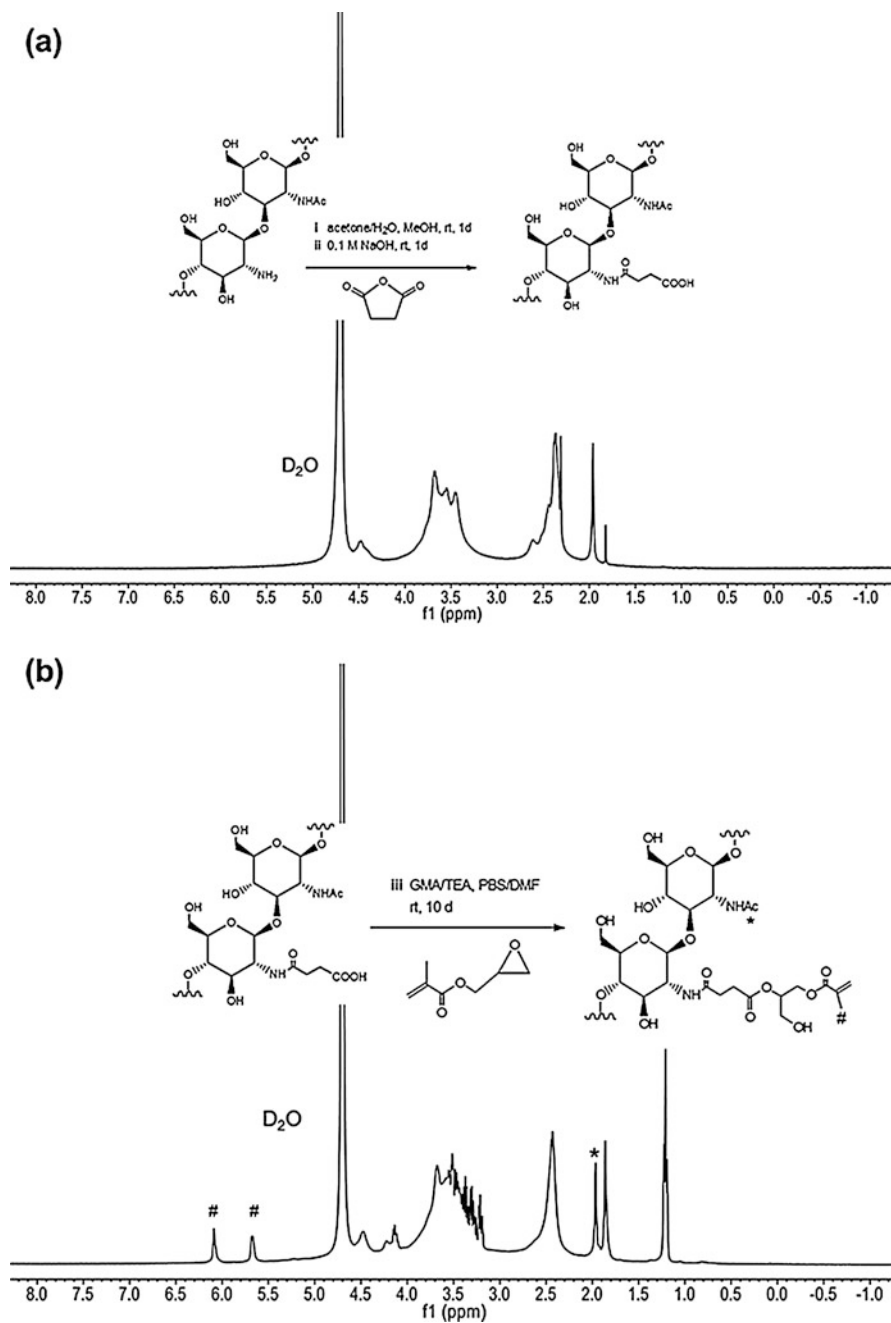 (a)
OH
O
O
HO
NHAc
OH
O
O
O
NH₂
OH
i acetone/H₂O, MeOH, rt, 1d
ii 0.1 M NaOH, rt, 1d
O O O
OH
O
O
HO
NHAc
OH
O
O
O
NH
O
COOH
HO
D₂O
8.0 7.5 7.0 6.5 6.0 5.5 5.0 4.5 4.0 3.5 3.0 2.5 2.0 1.5 1.0 0.5 0.0 -0.5 -1.0
f1 (ppm)
(b)
OH
O
O
HO
NHAc
OH
O
O
O
NH
O
COOH
HO
iii GMA/TEA, PBS/DMF
rt, 10 d
O
O
O
HO
O
O
HO
NHAc
*
OH
O
O
O
NH
O
O
O
O
O
OH
#
OH
D₂O
# # *
8.0 7.5 7.0 6.5 6.0 5.5 5.0 4.5 4.0 3.5 3.0 2.5 2.0 1.5 1.0 0.5 0.0 -0.5 -1.0
f1 (ppm)